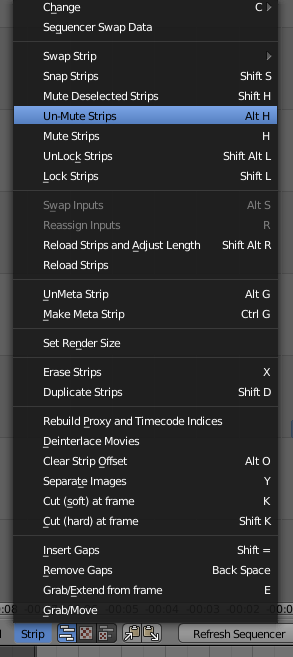 Change C
Sequencer Swap Data
Swap Strip
Snap Strips Shift S
Mute Deselected Strips Shift H
Un-Mute Strips Alt H
Mute Strips H
UnLock Strips Shift Alt L
Lock Strips Shift L
Swap Inputs Alt S
Reassign Inputs R
Reload Strips and Adjust Length Shift Alt R
Reload Strips
UnMeta Strip Alt G
Make Meta Strip Ctrl G
Set Render Size
Erase Strips X
Duplicate Strips Shift D
Rebuild Proxy and Timecode Indices
Deinterlace Movies
Clear Strip Offset Alt O
Separate Images Y
Cut (soft) at frame K
Cut (hard) at frame Shift K
Insert Gaps Shift =
Remove Gaps Back Space
Grab/Extend from frame E
Grab/Move
Strip Refresh Sequencer